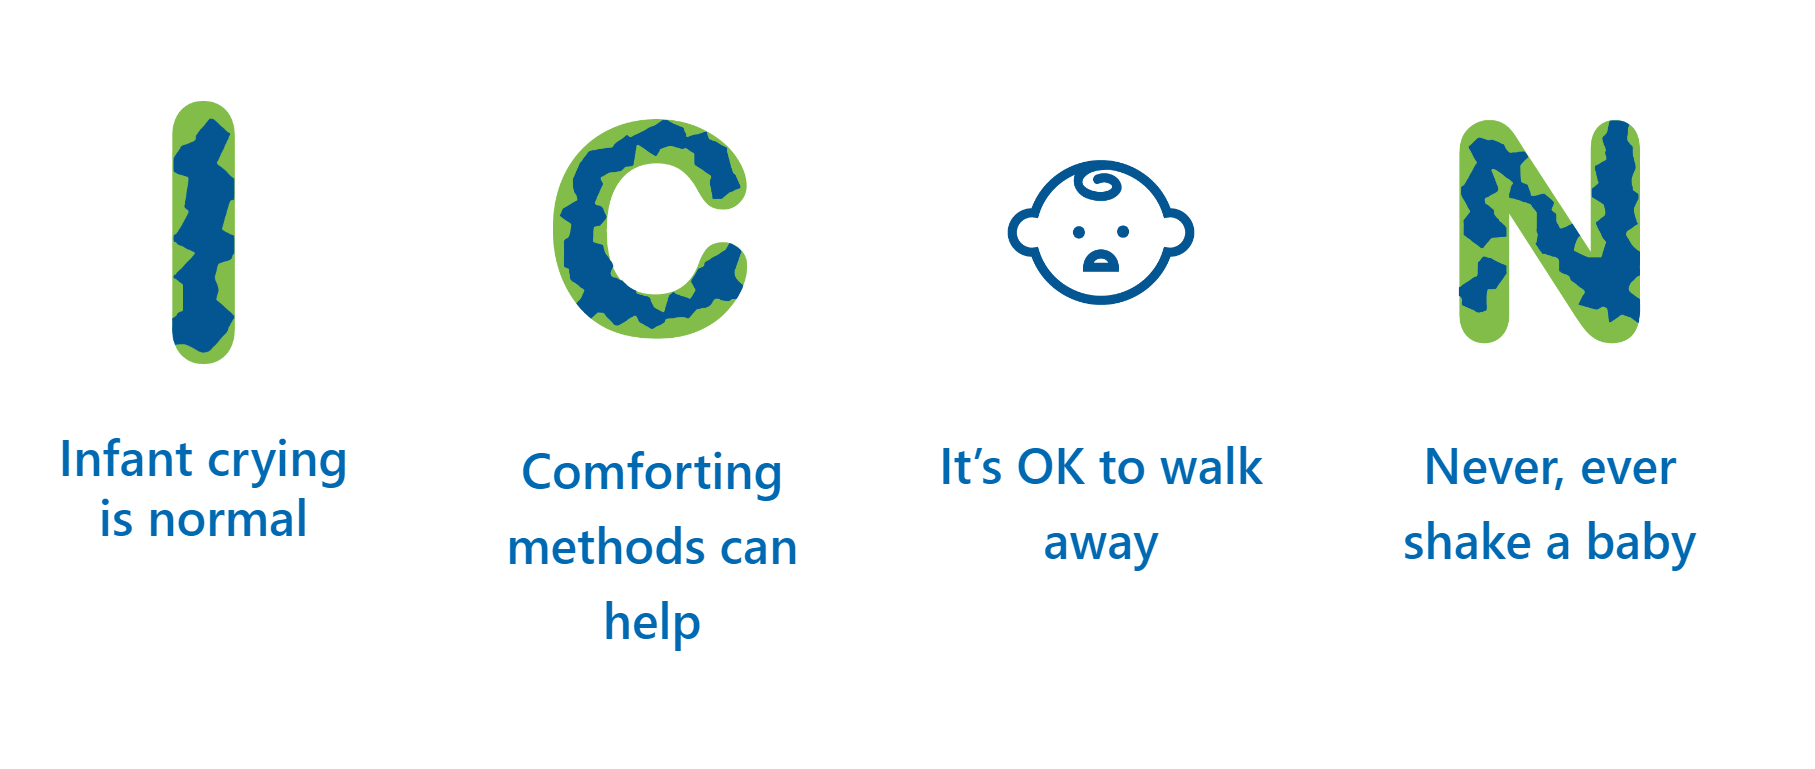 I C N
Infant crying
is normal
Comforting
methods can
help
It's OK to walk
away
Never, ever
shake a baby